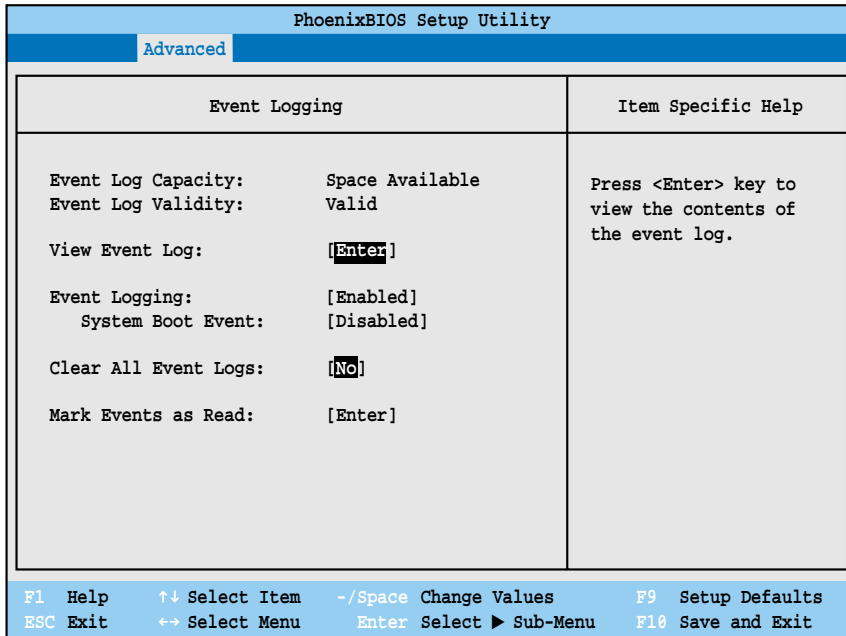 PhoenixBIOS Setup Utility
Advanced
Event Logging
Item Specific Help
Event Log Capacity: Space Available
Event Log Validity: Valid
View Event Log: [Enter]
Event Logging: [Enabled]
System Boot Event: [Disabled]
Clear All Event Logs: [No]
Mark Events as Read: [Enter]
Press <Enter> key to
view the contents of
the event log.
F1 Help ↑↓ Select Item -/Space Change Values F9 Setup Defaults
ESC Exit ←→ Select Menu Enter Select ▶ Sub-Menu F10 Save and Exit